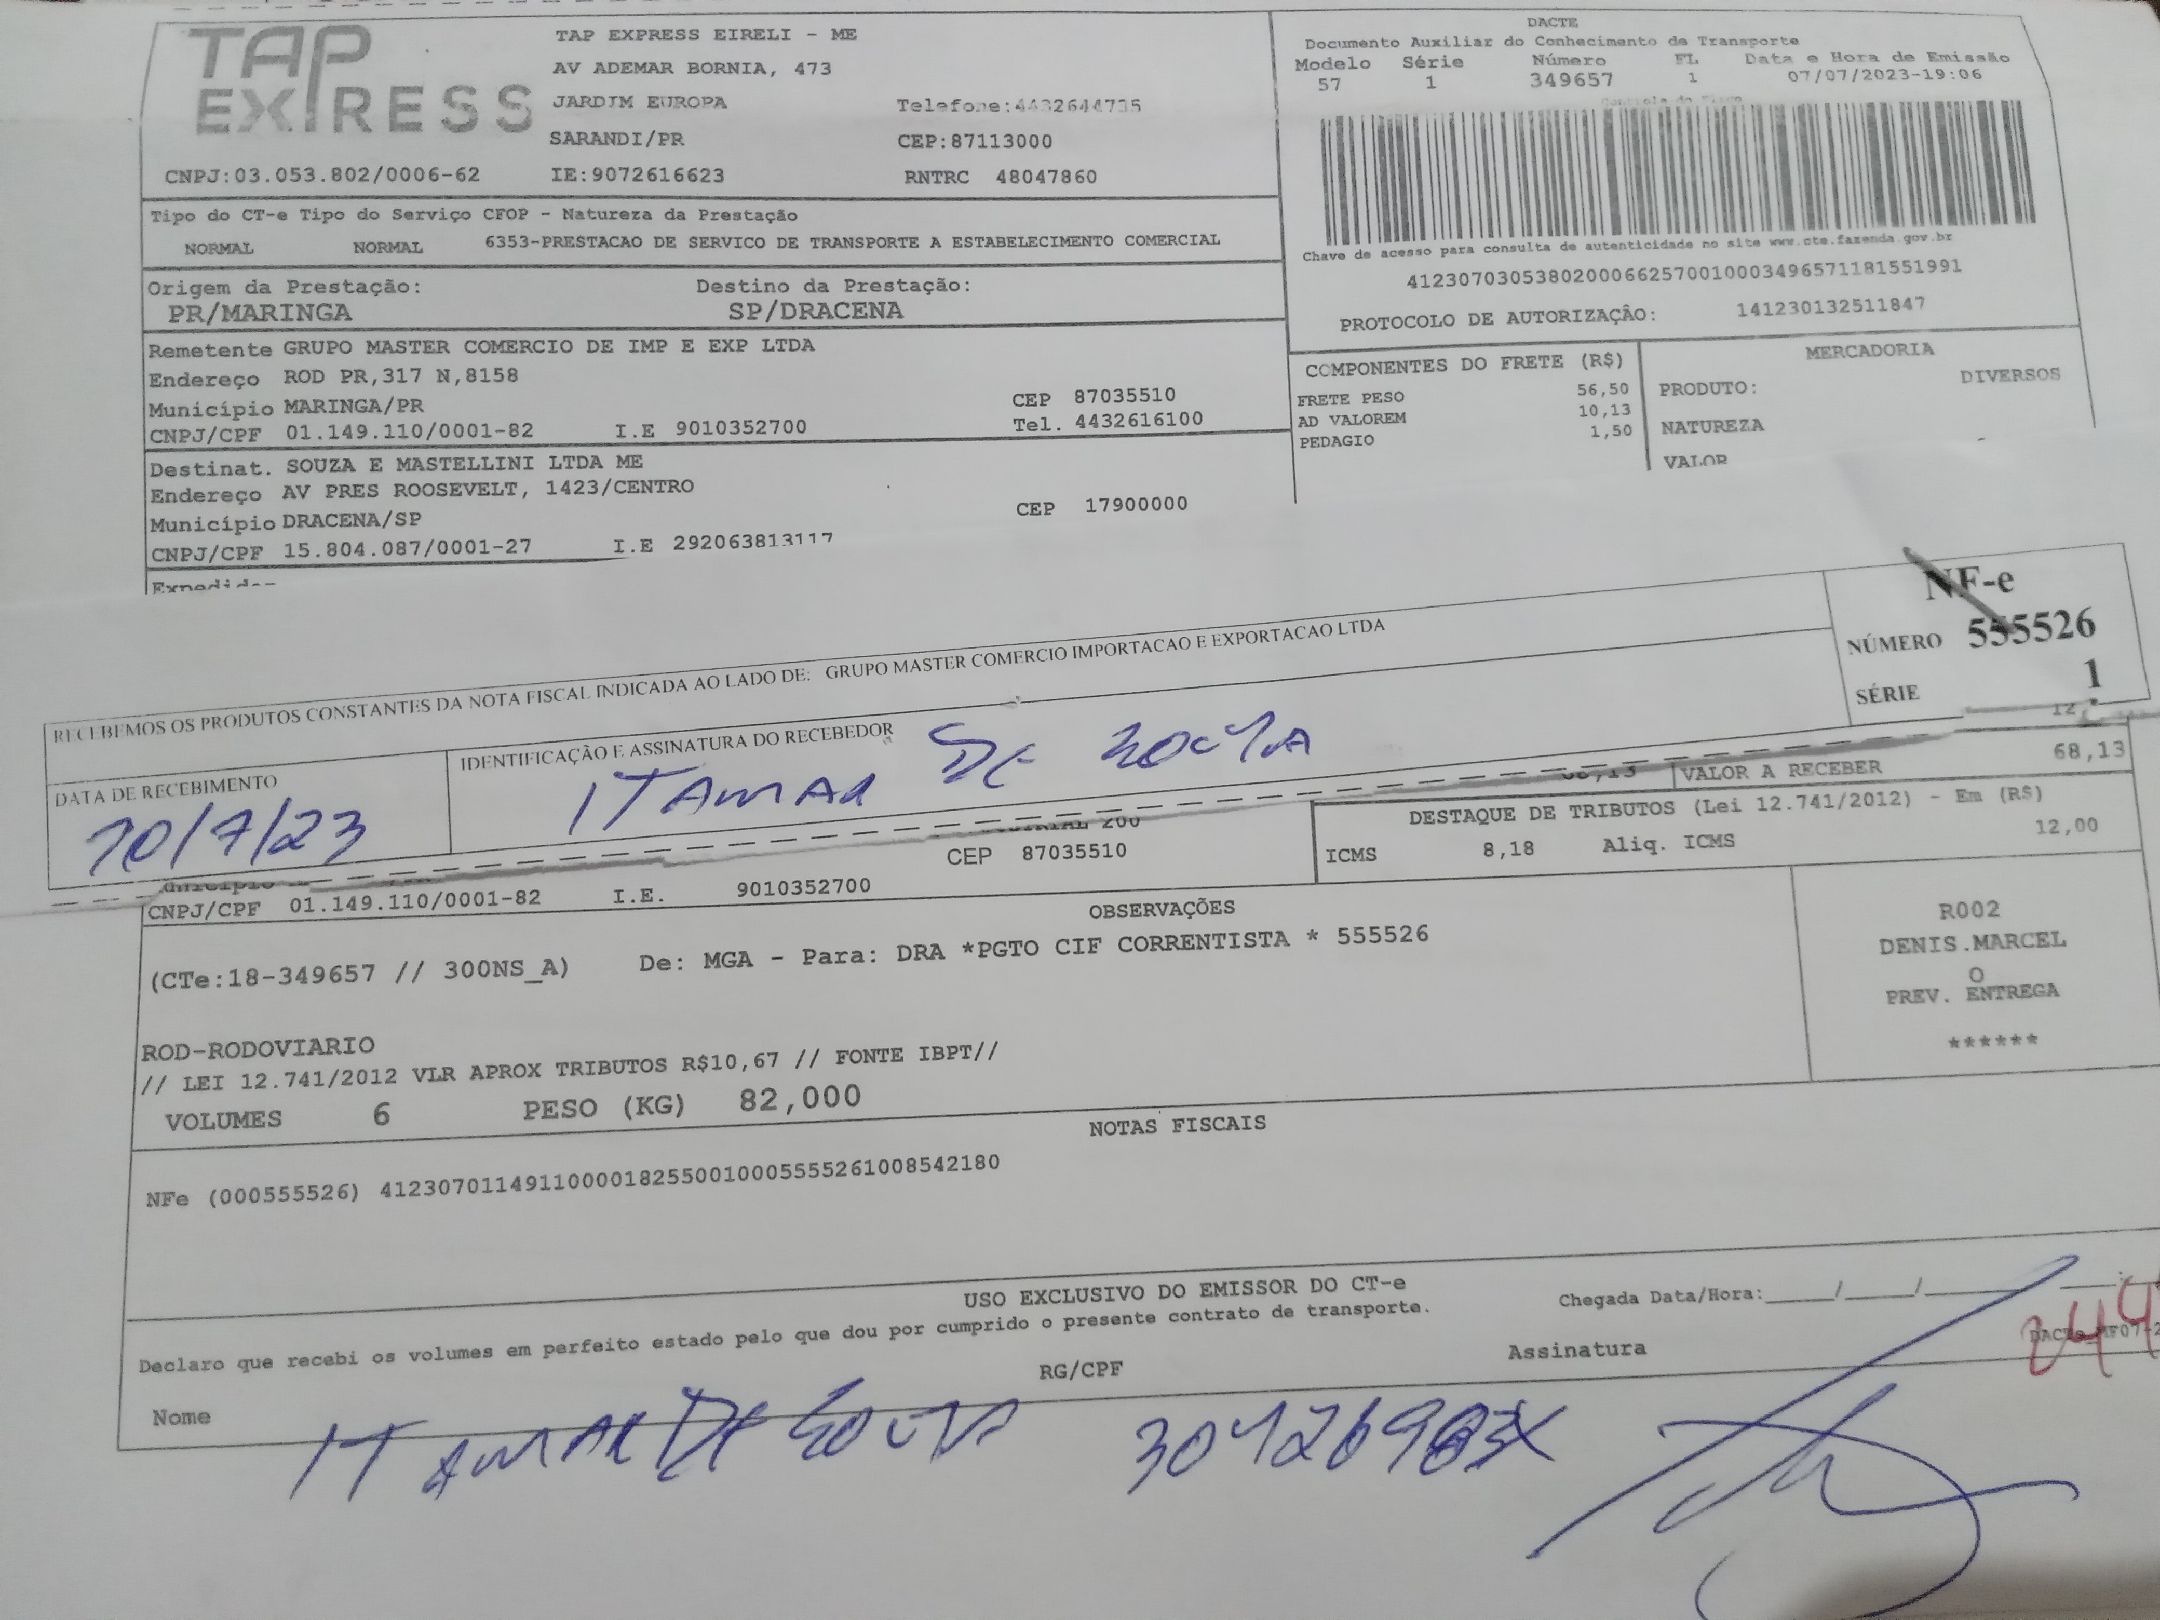 TAP EXPRESS
TAP EXPRESS EIRELI - ME
AV ADEMAR BORNIA, 473
JARDIM EUROPA Telefone:4432644735
SARANDI/PR CEP:87113000
CNPJ:03.053.802/0006-62 IE:9072616623 RNTRC 48047860
DACTE
Documento Auxiliar do Conhecimento de Transporte
Modelo Série Número FL Data e Hora de Emissão
57 1 349657 1 07/07/2023-19:06
Controle do Fisco
Chave de acesso para consulta de autenticidade no site www.cte.fazenda.gov.br
41230703053802000662570010003496571181551991
PROTOCOLO DE AUTORIZAÇÃO: 141230132511847
Tipo do CT-e Tipo do Serviço CFOP - Natureza da Prestação
NORMAL NORMAL 6353-PRESTACAO DE SERVICO DE TRANSPORTE A ESTABELECIMENTO COMERCIAL
Origem da Prestação: Destino da Prestação:
PR/MARINGA SP/DRACENA
Remetente GRUPO MASTER COMERCIO DE IMP E EXP LTDA
Endereço ROD PR,317 N,8158
Município MARINGA/PR CEP 87035510
CNPJ/CPF 01.149.110/0001-82 I.E 9010352700 Tel. 4432616100
COMPONENTES DO FRETE (R$)
FRETE PESO 56,50
AD VALOREM 10,13
PEDAGIO 1,50
MERCADORIA
PRODUTO: DIVERSOS
NATUREZA
VALOR
Destinat. SOUZA E MASTELLINI LTDA ME
Endereço AV PRES ROOSEVELT, 1423/CENTRO
Município DRACENA/SP CEP 17900000
CNPJ/CPF 15.804.087/0001-27 I.E 292063813117
RECEBEMOS OS PRODUTOS CONSTANTES DA NOTA FISCAL INDICADA AO LADO DE: GRUPO MASTER COMERCIO IMPORTACAO E EXPORTACAO LTDA
NF-e
NÚMERO 555526
SÉRIE 1
DATA DE RECEBIMENTO IDENTIFICAÇÃO E ASSINATURA DO RECEBEDOR
10/7/23 ITAMAR DE SOUZA
VALOR A RECEBER 68,13
DESTAQUE DE TRIBUTOS (Lei 12.741/2012) - Em (R$)
ICMS 8,18 Aliq. ICMS 12,00
CEP 87035510
CNPJ/CPF 01.149.110/0001-82 I.E. 9010352700
OBSERVAÇÕES
(CTe:18-349657 // 300NS_A) De: MGA - Para: DRA *PGTO CIF CORRENTISTA * 555526
R002
DENIS.MARCEL
O
PREV. ENTREGA
******
ROD-RODOVIARIO
// LEI 12.741/2012 VLR APROX TRIBUTOS R$10,67 // FONTE IBPT//
VOLUMES 6 PESO (KG) 82,000
NOTAS FISCAIS
NFe (000555526) 41230701149110000182550010005555261008542180
USO EXCLUSIVO DO EMISSOR DO CT-e
Declaro que recebi os volumes em perfeito estado pelo que dou por cumprido o presente contrato de transporte.
Chegada Data/Hora:_____/_____/_____
Nome RG/CPF Assinatura
ITAMAR DE SOUZA